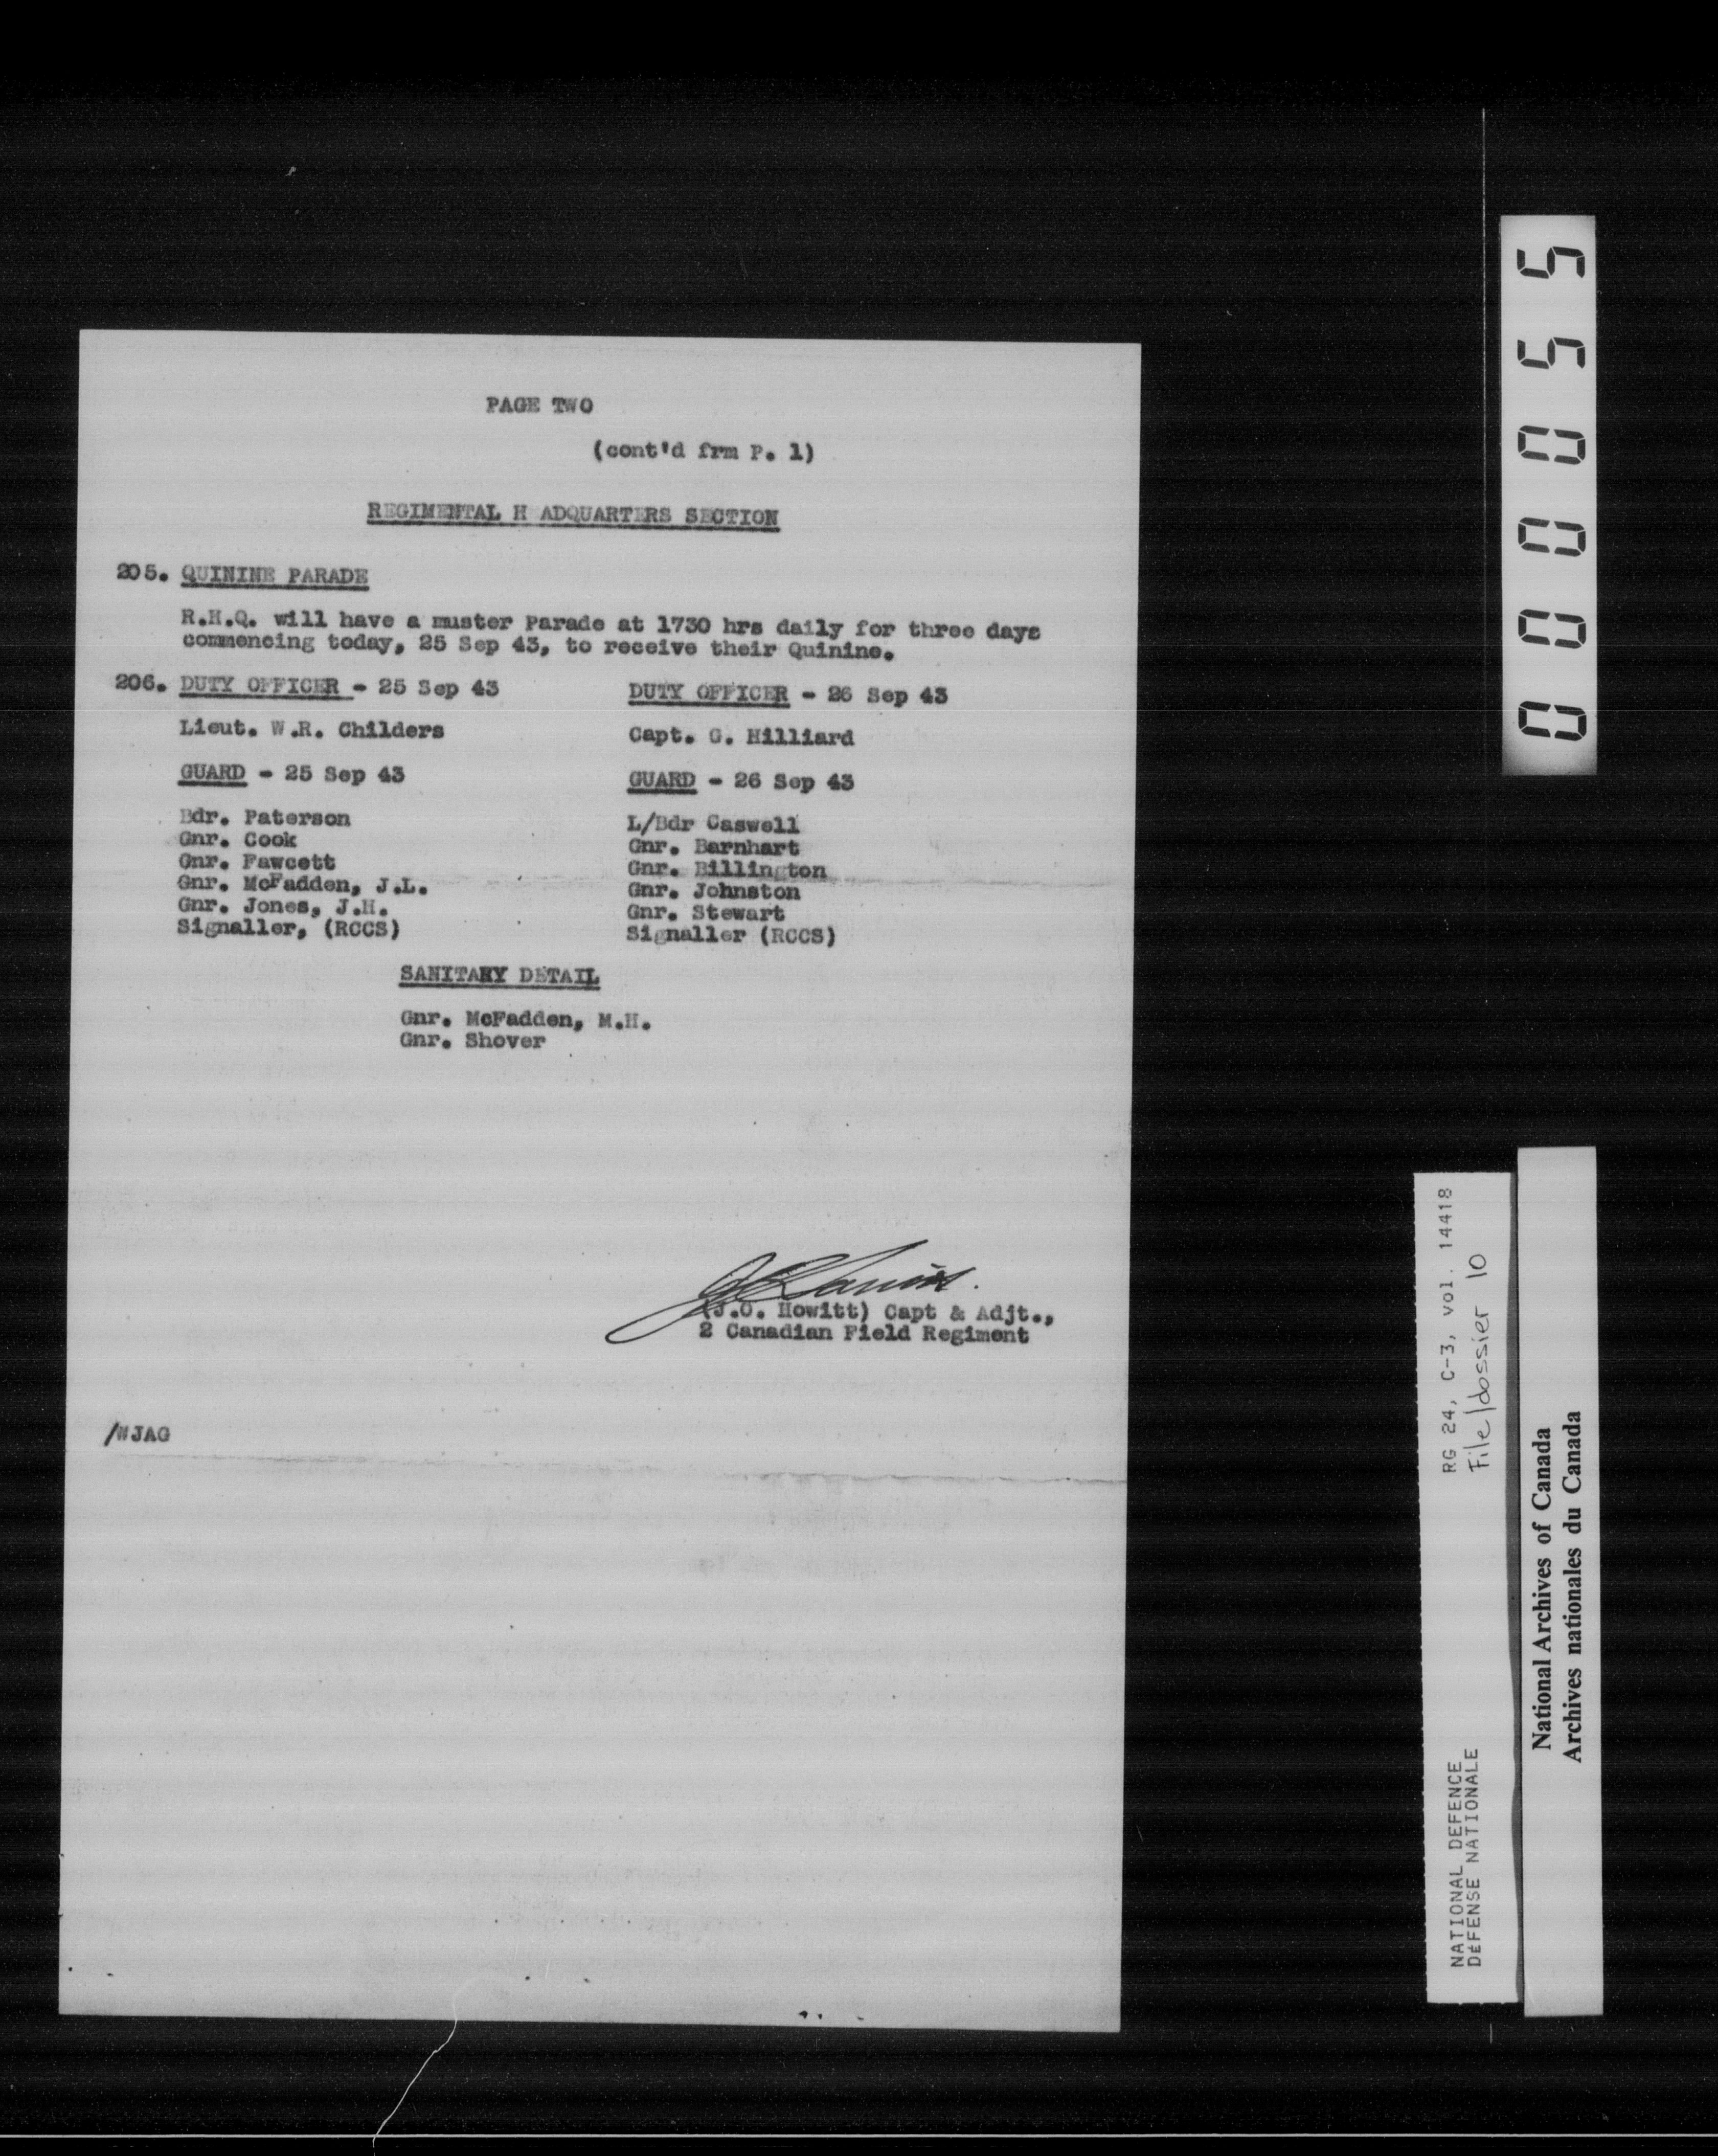 PAGE TWO
(cont'd frm P. 1)
REGIMENTAL H ADQUARTERS SECTION
205. QUININE PARADE
R.H.Q. will have a muster Parade at 1730 hrs daily for three days
commencing today, 25 Sep 43, to receive their Quinine.
206. DUTY OFFICER - 25 Sep 43
Lieut. W.R. Childers
GUARD - 25 Sep 43
Bdr. Paterson
Gnr. Cook
Gnr. Fawcett
Gnr. McFadden, J.L.
Gnr. Jones, J.H.
Signaller, (RCCS)
DUTY OFFICER - 26 Sep 43
Capt. G. Hilliard
GUARD - 26 Sep 43
L/Bdr Caswell
Gnr. Barnhart
Gnr. Billington
Gnr. Johnston
Gnr. Stewart
Signaller (RCCS)
SANITARY DETAIL
Gnr. McFadden, M.H.
Gnr. Shover
(J.O. Howitt) Capt & Adjt.,
2 Canadian Field Regiment
/WJAG
000055
RG 24, C-3, vol. 14418
File/dossier 10
NATIONAL DEFENCE
DÉFENSE NATIONALE
National Archives of Canada
Archives nationales du Canada